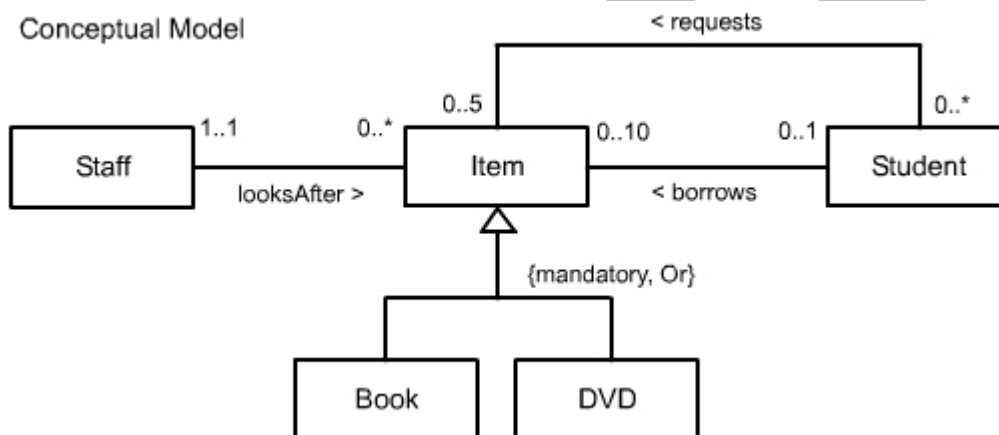 Conceptual Model
< requests
0..5
0..*
1..1
0..*
0..10
0..1
Staff
Item
Student
looksAfter >
< borrows
{mandatory, Or}
Book
DVD